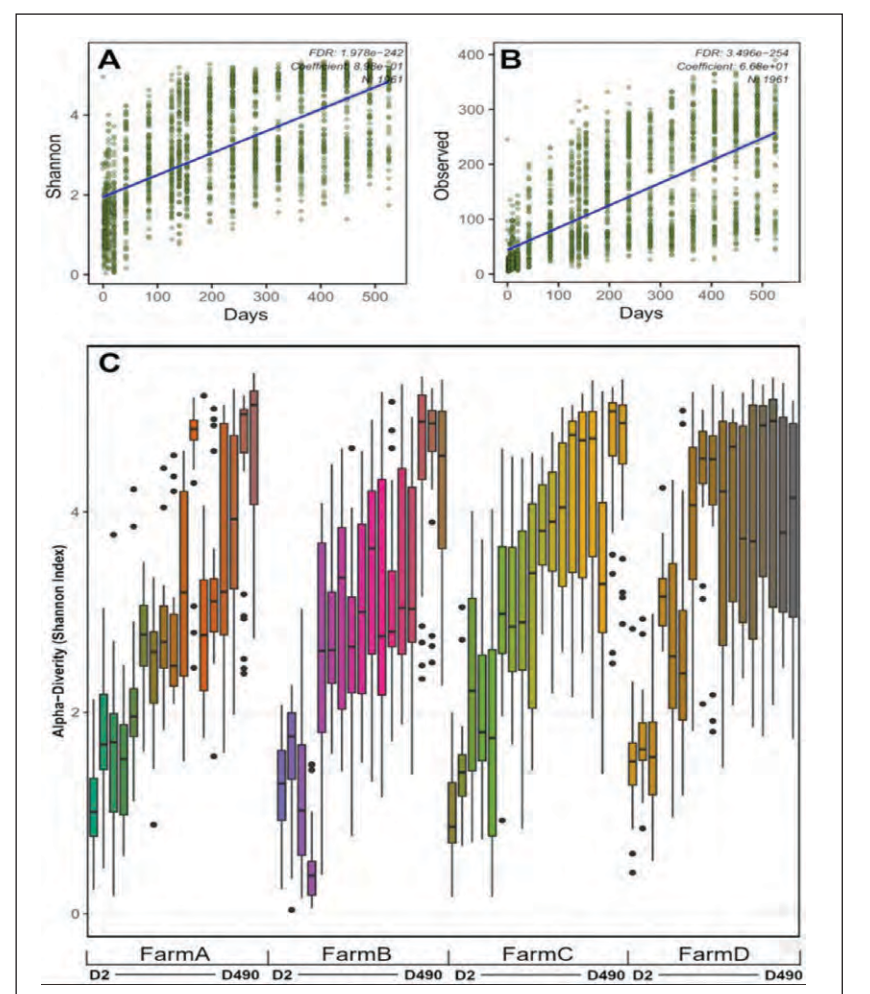 A
FDR: 1.978e−242
Coefficient: 8.98e−01
N: 1961
Shannon
4
2
0
0 100 200 300 400 500
Days
B
FDR: 3.496e−254
Coefficient: 6.68e+01
N: 1961
Observed
400
300
200
100
0
0 100 200 300 400 500
Days
C
Alpha−Diverity (Shannon Index)
4
2
0
FarmA FarmB FarmC FarmD
D2 D490 D2 D490 D2 D490 D2 D490